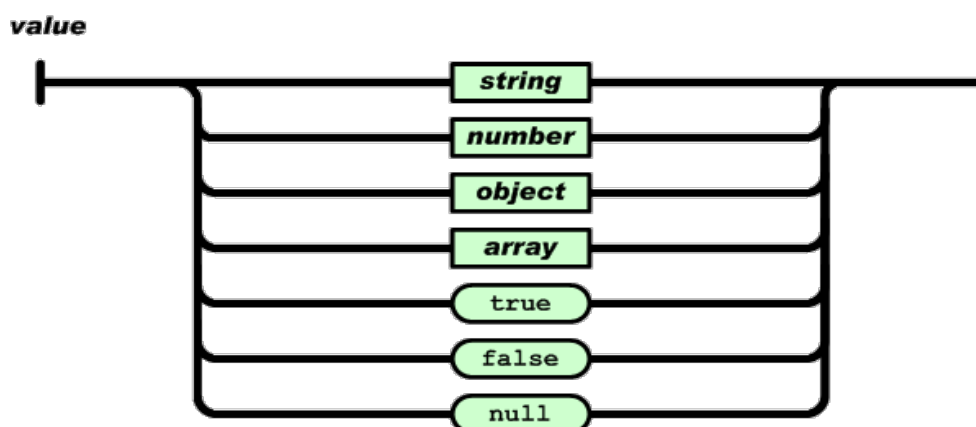 value
string
number
object
array
true
false
null